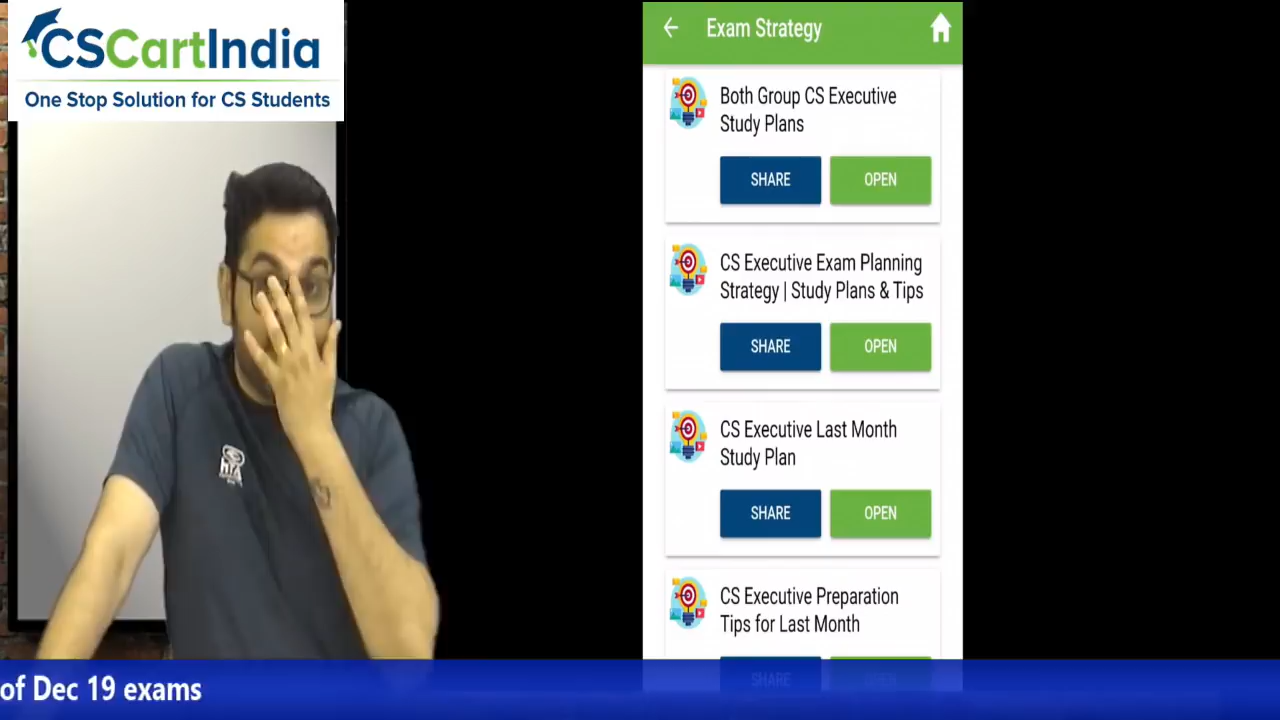 CSCartIndia
One Stop Solution for CS Students
Exam Strategy
Both Group CS Executive
Study Plans
SHARE
OPEN
CS Executive Exam Planning
Strategy | Study Plans & Tips
SHARE
OPEN
CS Executive Last Month
Study Plan
SHARE
OPEN
CS Executive Preparation
Tips for Last Month
SHARE
OPEN
of Dec 19 exams